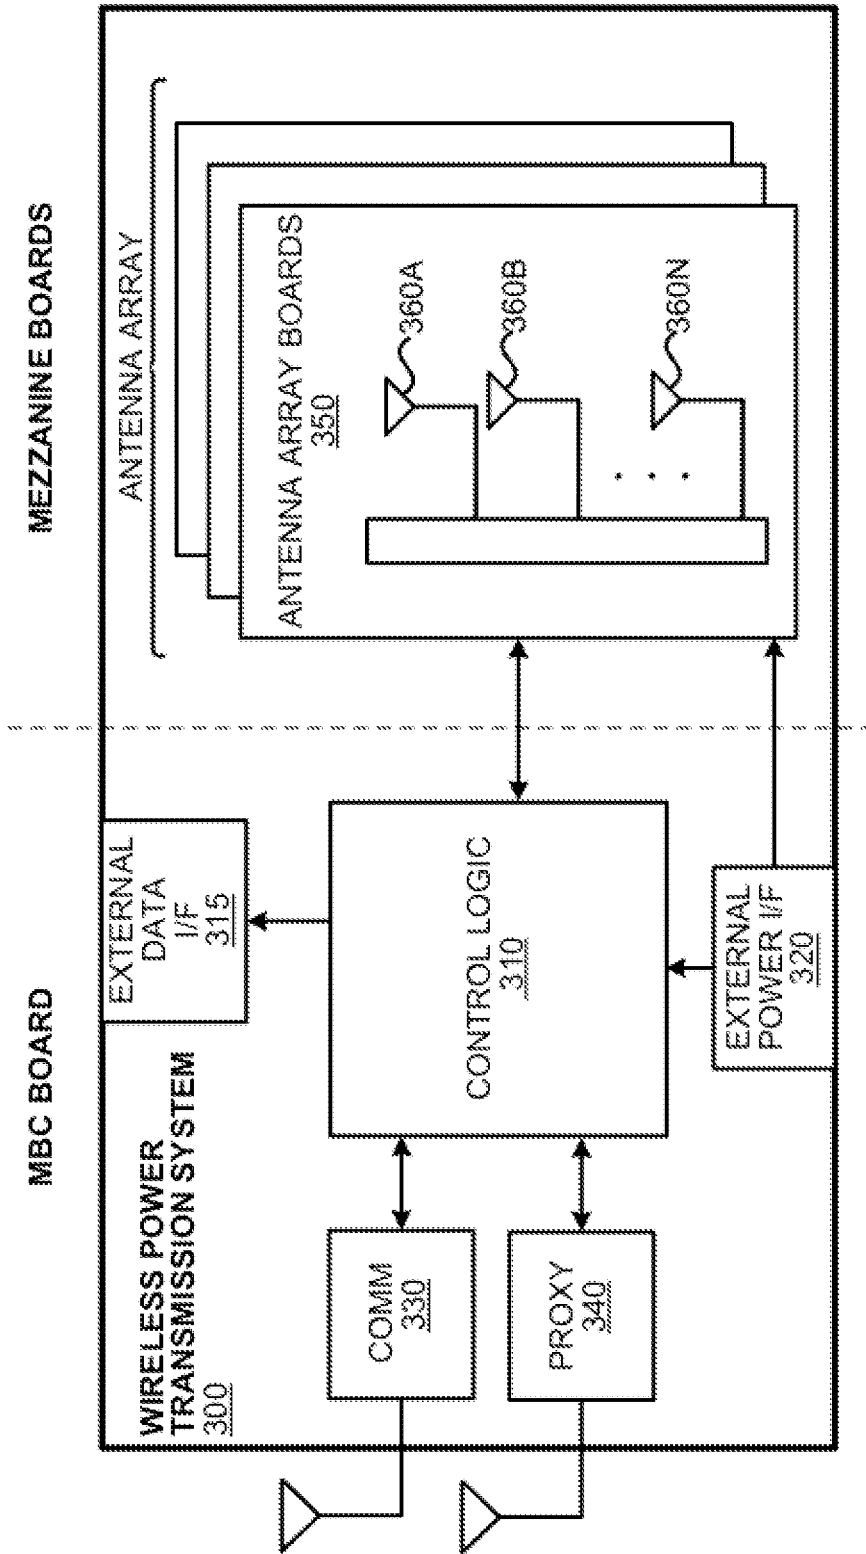 MBC BOARD
MEZZANINE BOARDS
WIRELESS POWER
TRANSMISSION SYSTEM
300
EXTERNAL
DATA
I/F
315
ANTENNA ARRAY
COMM
330
PROXY
340
CONTROL LOGIC
310
EXTERNAL
POWER I/F
320
ANTENNA ARRAY BOARDS
350
360A
360B
360N